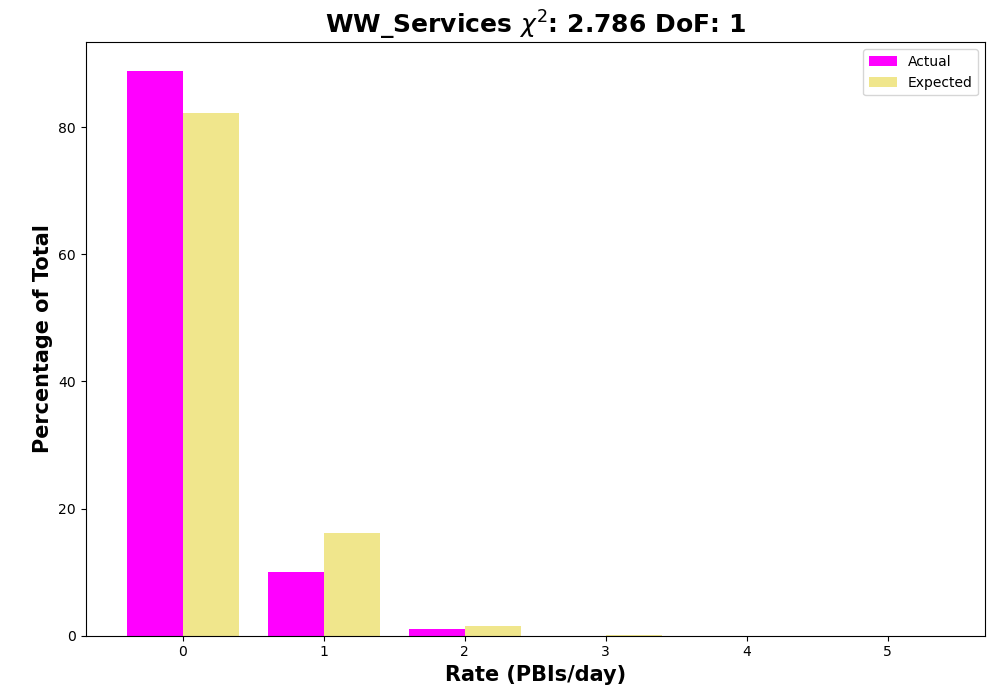 WW_Services χ²: 2.786 DoF: 1
Actual
Expected
Percentage of Total
80
60
40
20
0
0 1 2 3 4 5
Rate (PBIs/day)